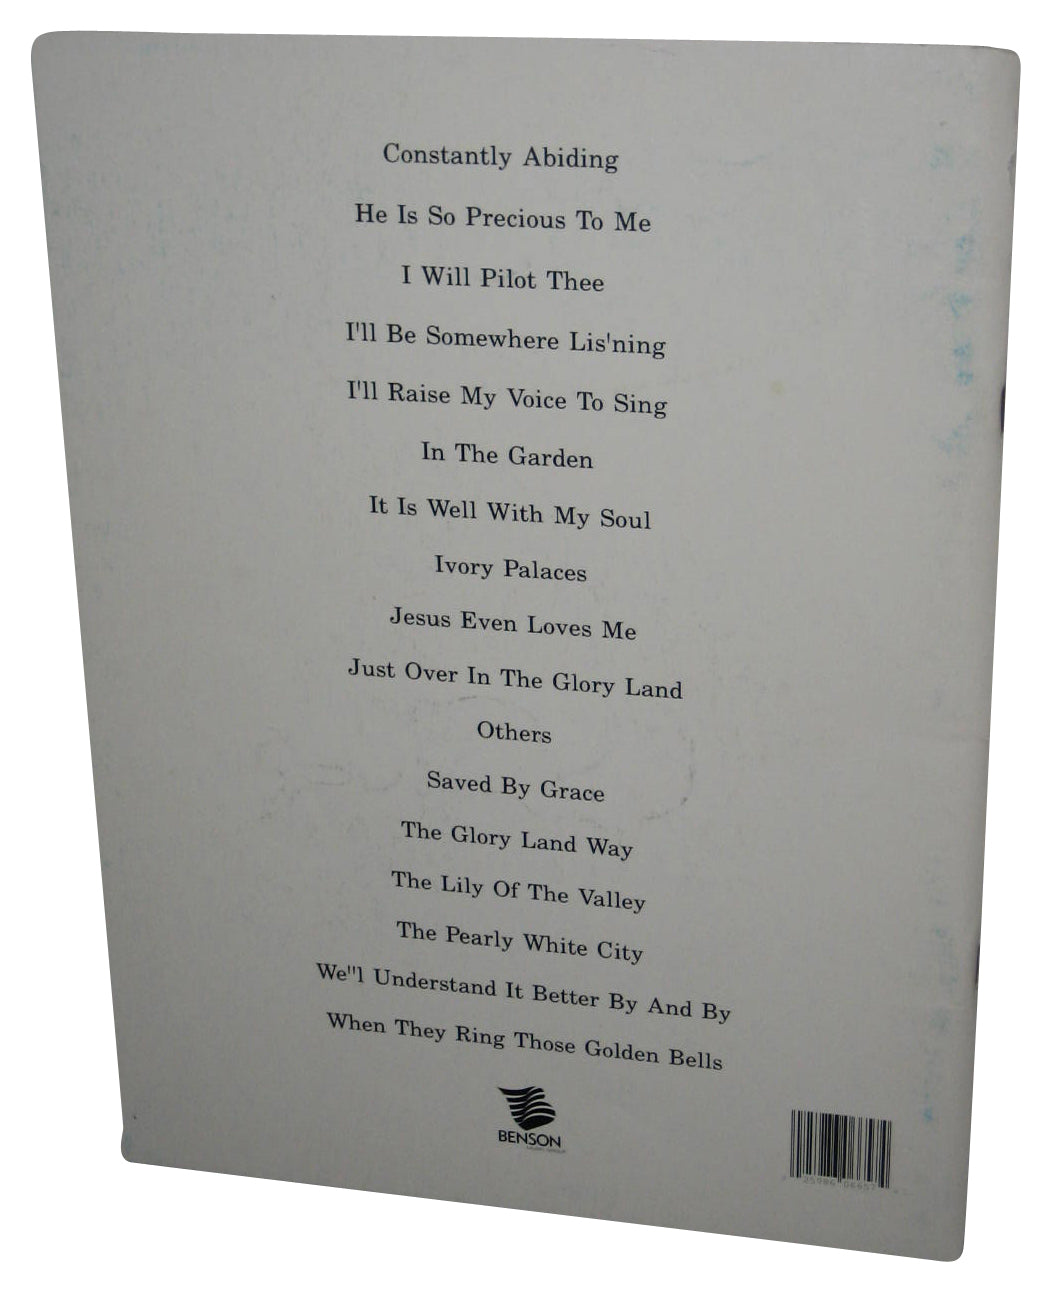 Constantly Abiding
He Is So Precious To Me
I Will Pilot Thee
I'll Be Somewhere Lis'ning
I'll Raise My Voice To Sing
In The Garden
It Is Well With My Soul
Ivory Palaces
Jesus Even Loves Me
Just Over In The Glory Land
Others
Saved By Grace
The Glory Land Way
The Lily Of The Valley
The Pearly White City
We"l Understand It Better By And By
When They Ring Those Golden Bells
BENSON